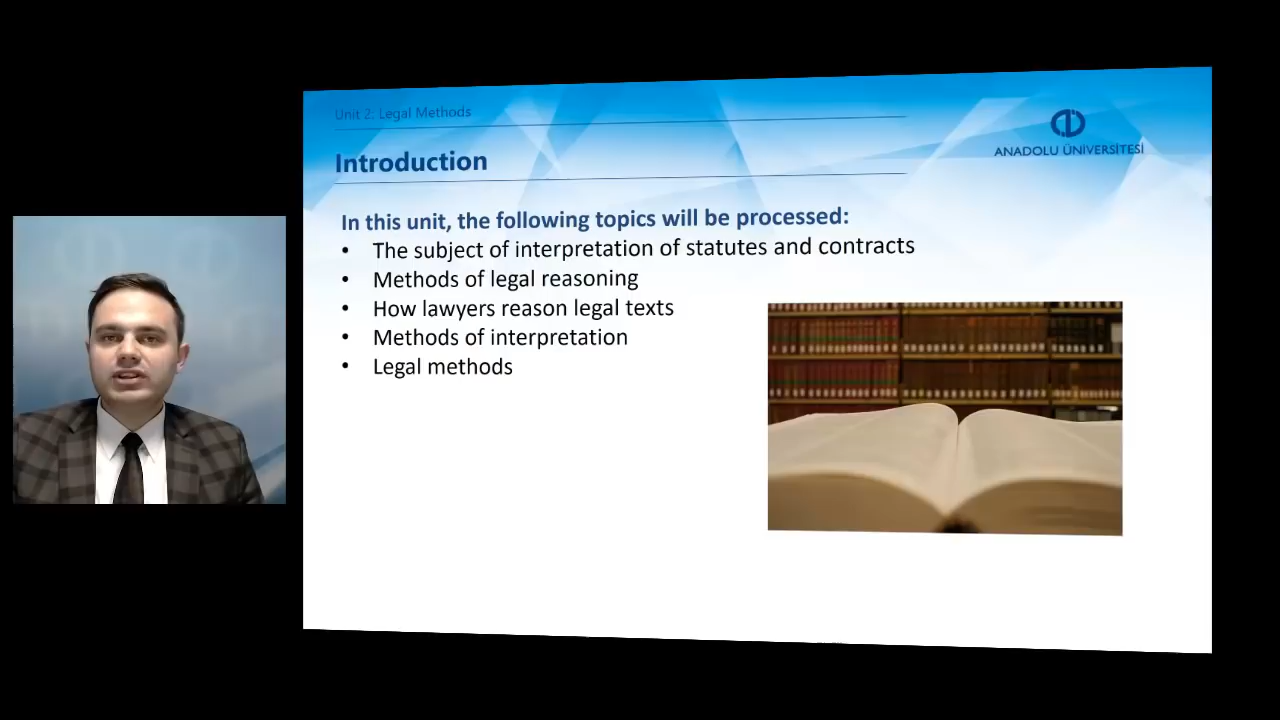 Unit 2: Legal Methods
Introduction
ANADOLU ÜNİVERSİTESİ
In this unit, the following topics will be processed:
• The subject of interpretation of statutes and contracts
• Methods of legal reasoning
• How lawyers reason legal texts
• Methods of interpretation
• Legal methods